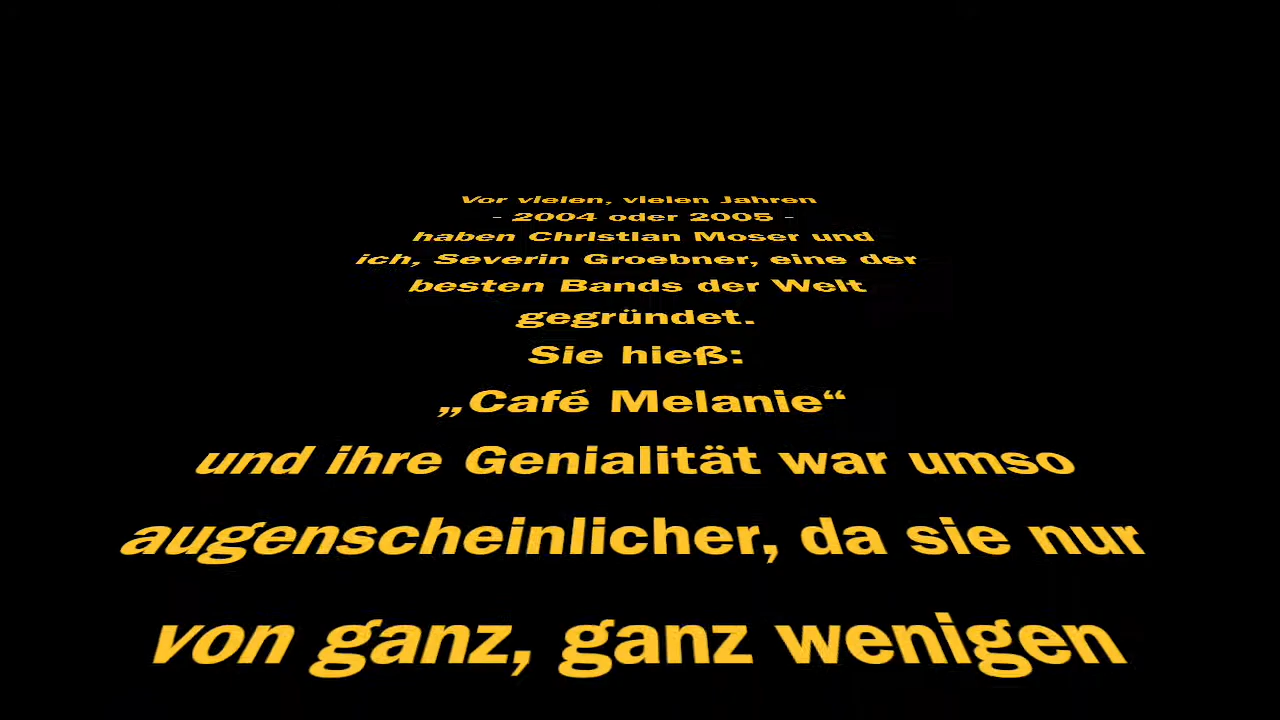 Vor vielen, vielen Jahren
- 2004 oder 2005 -
haben Christian Moser und
ich, Severin Groebner, eine der
besten Bands der Welt
gegründet.
Sie hieß:
„Café Melanie“
und ihre Genialität war umso
augenscheinlicher, da sie nur
von ganz, ganz wenigen